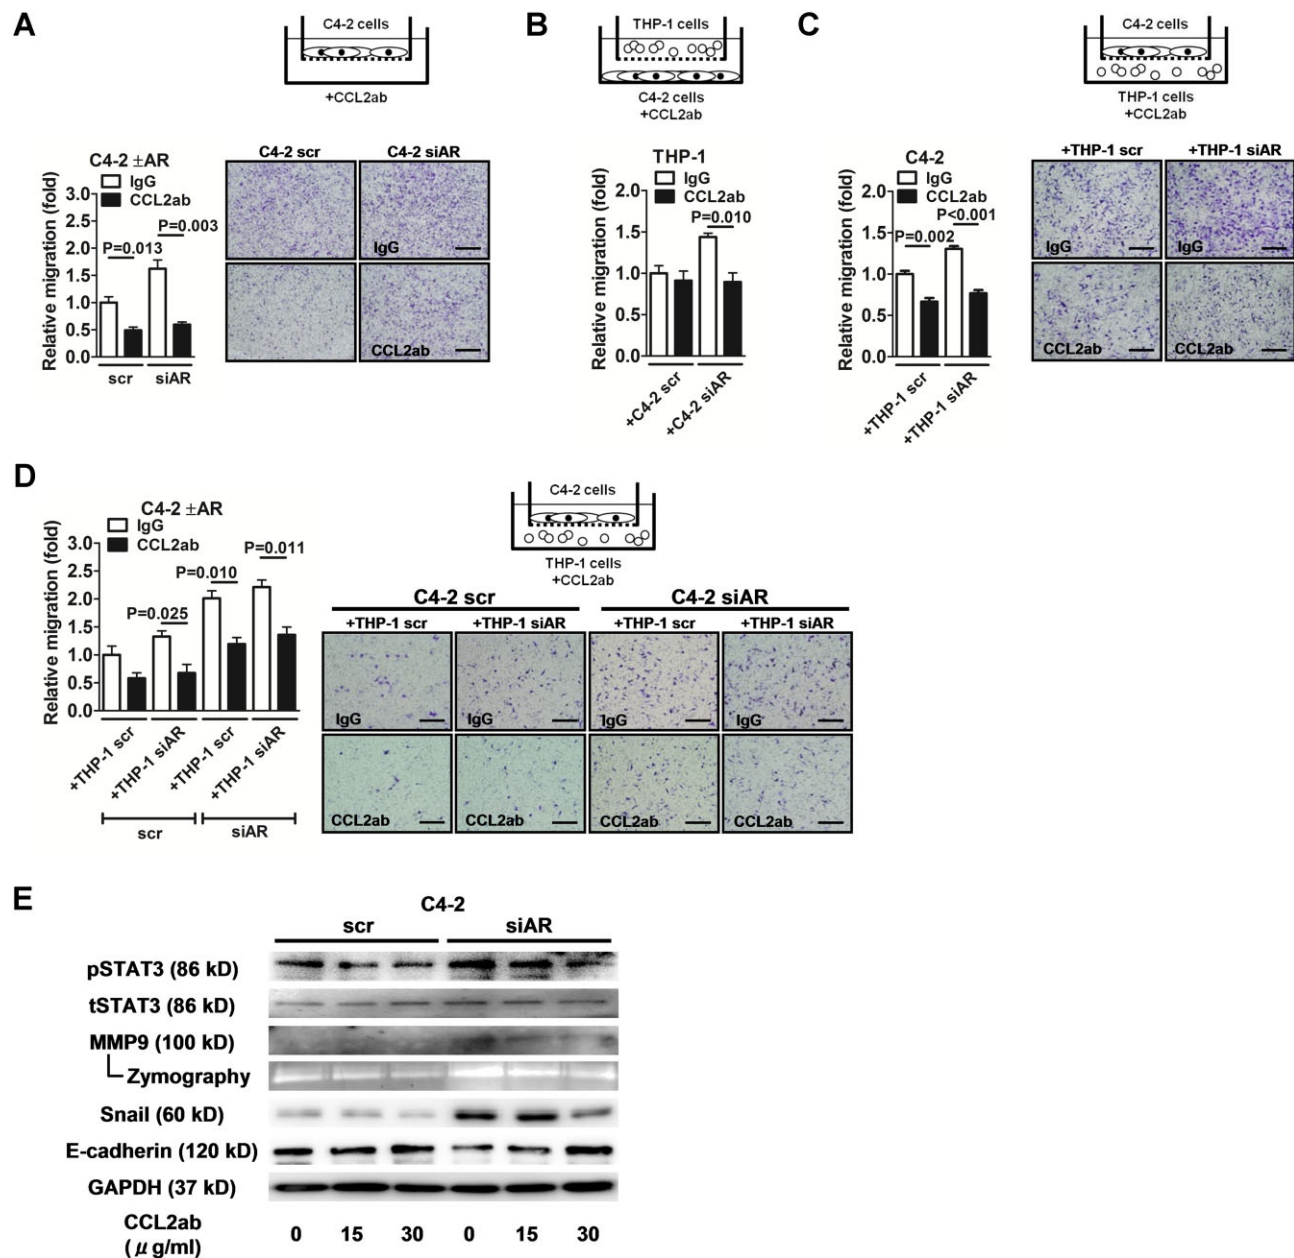 A
C4-2 cells
+CCL2ab
C4-2 ±AR
IgG
CCL2ab
Relative migration (fold)
3.0
2.5
2.0
1.5
1.0
0.5
0.0
P=0.013
P=0.003
scr
siAR
C4-2 scr
C4-2 siAR
IgG
CCL2ab
B
THP-1 cells
C4-2 cells
+CCL2ab
THP-1
IgG
CCL2ab
Relative migration (fold)
2.0
1.5
1.0
0.5
0.0
P=0.010
+C4-2 scr
+C4-2 siAR
C
C4-2 cells
THP-1 cells
+CCL2ab
C4-2
IgG
CCL2ab
Relative migration (fold)
2.0
1.5
1.0
0.5
0.0
P=0.002
P<0.001
+THP-1 scr
+THP-1 siAR
+THP-1 scr
+THP-1 siAR
IgG
IgG
CCL2ab
CCL2ab
D
C4-2 ±AR
IgG
CCL2ab
Relative migration (fold)
3.0
2.5
2.0
1.5
1.0
0.5
0.0
P=0.025
P=0.010
P=0.011
+THP-1 scr
+THP-1 siAR
+THP-1 scr
+THP-1 siAR
scr
siAR
C4-2 cells
THP-1 cells
+CCL2ab
C4-2 scr
C4-2 siAR
+THP-1 scr
+THP-1 siAR
+THP-1 scr
+THP-1 siAR
IgG
IgG
IgG
IgG
CCL2ab
CCL2ab
CCL2ab
CCL2ab
E
C4-2
scr
siAR
pSTAT3 (86 kD)
tSTAT3 (86 kD)
MMP9 (100 kD)
Zymography
Snail (60 kD)
E-cadherin (120 kD)
GAPDH (37 kD)
CCL2ab
(μg/ml)
0 15 30 0 15 30